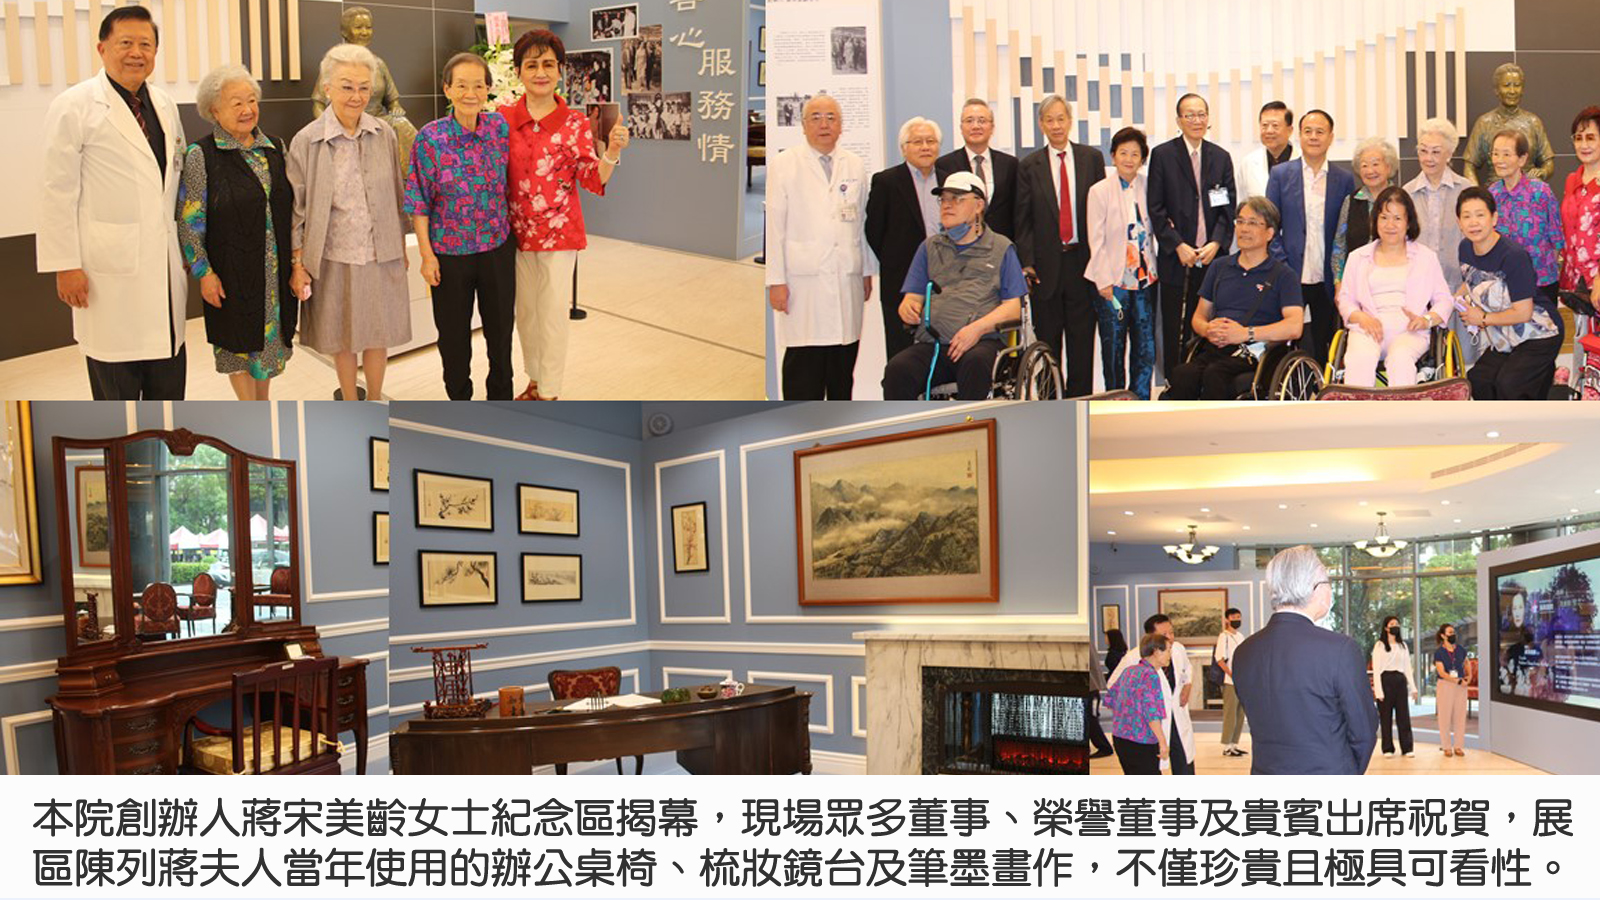 心
服務情
本院創辦人蔣宋美齡女士紀念區揭幕，現場眾多董事、榮譽董事及貴賓出席祝賀，展
區陳列蔣夫人當年使用的辦公桌椅、梳妝鏡台及筆墨畫作，不僅珍貴且極具可看性。